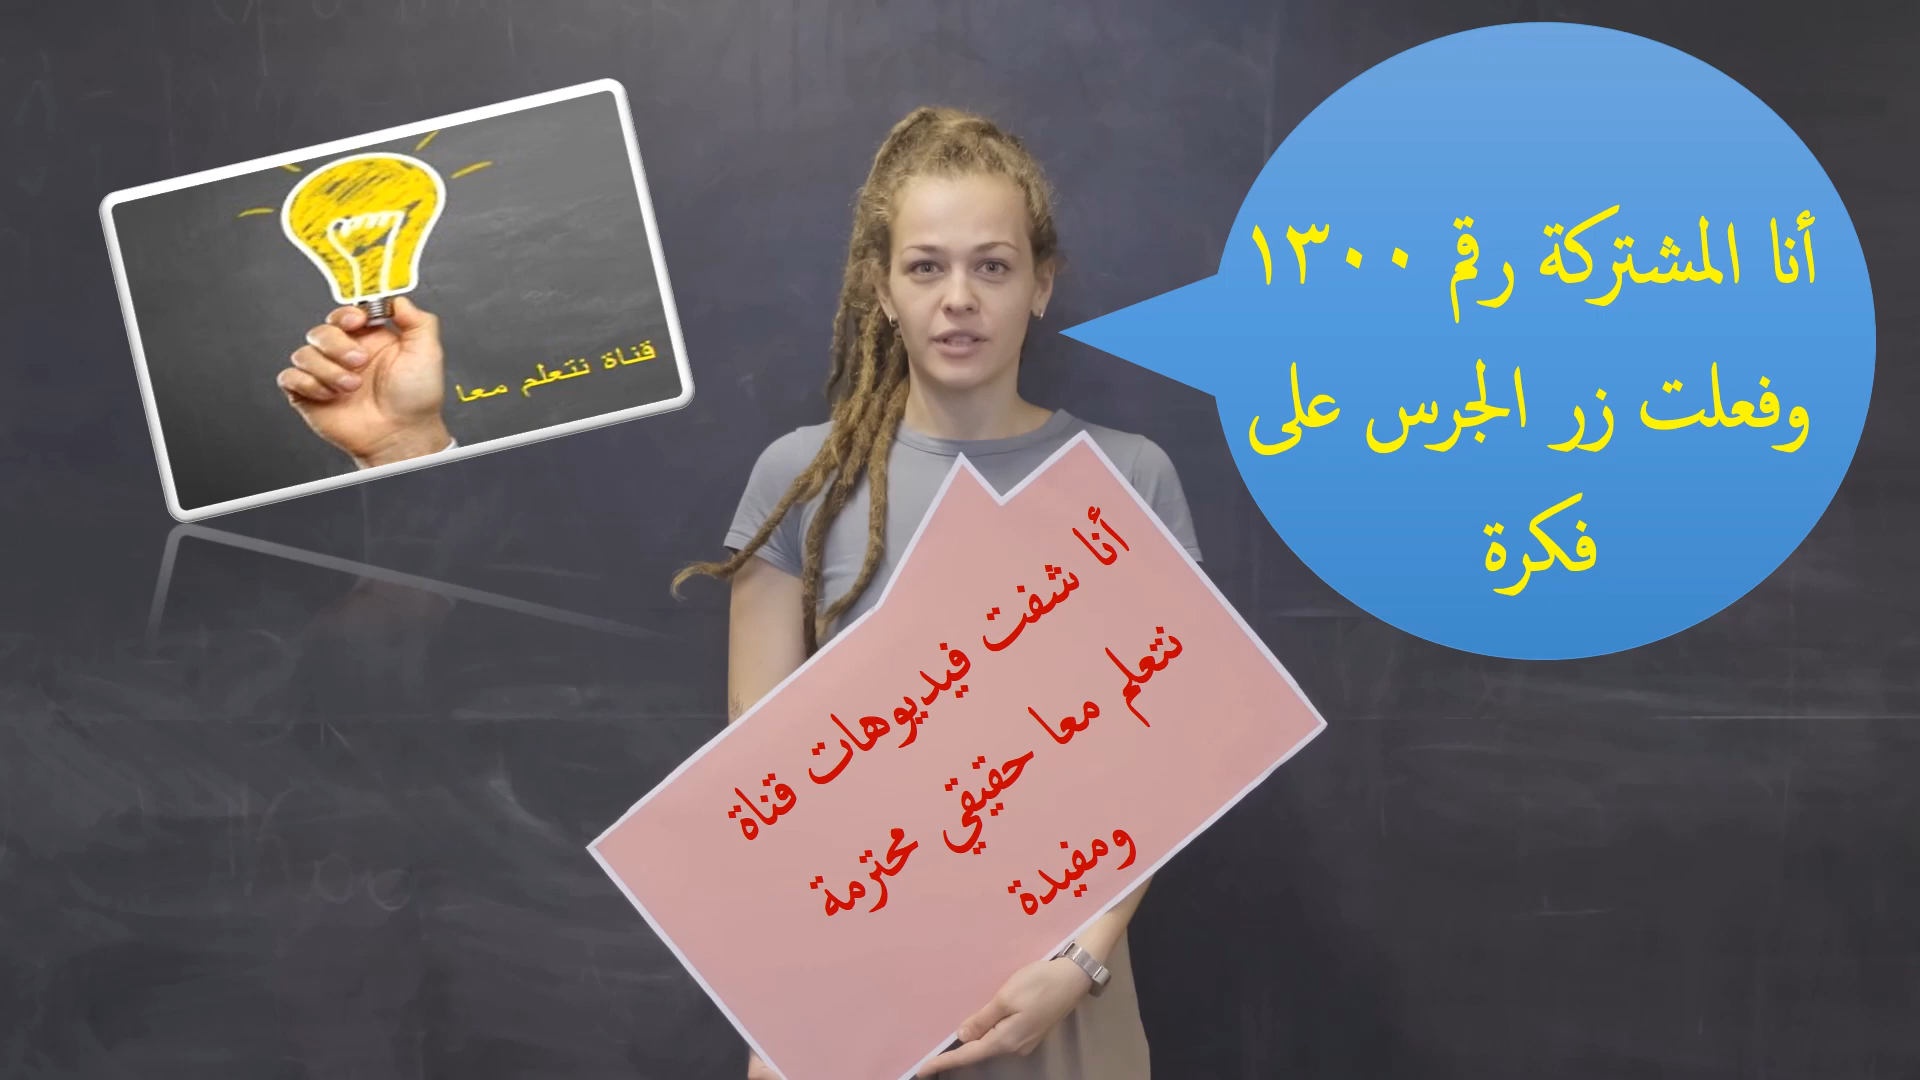 أنا المشتركة رقم ١٣٠٠
وفعلت زر الجرس على
فكرة
قناة نتعلم معا
أنا شفت فيديوهات قناة
نتعلم معا حقيقي محترمة
ومفيدة